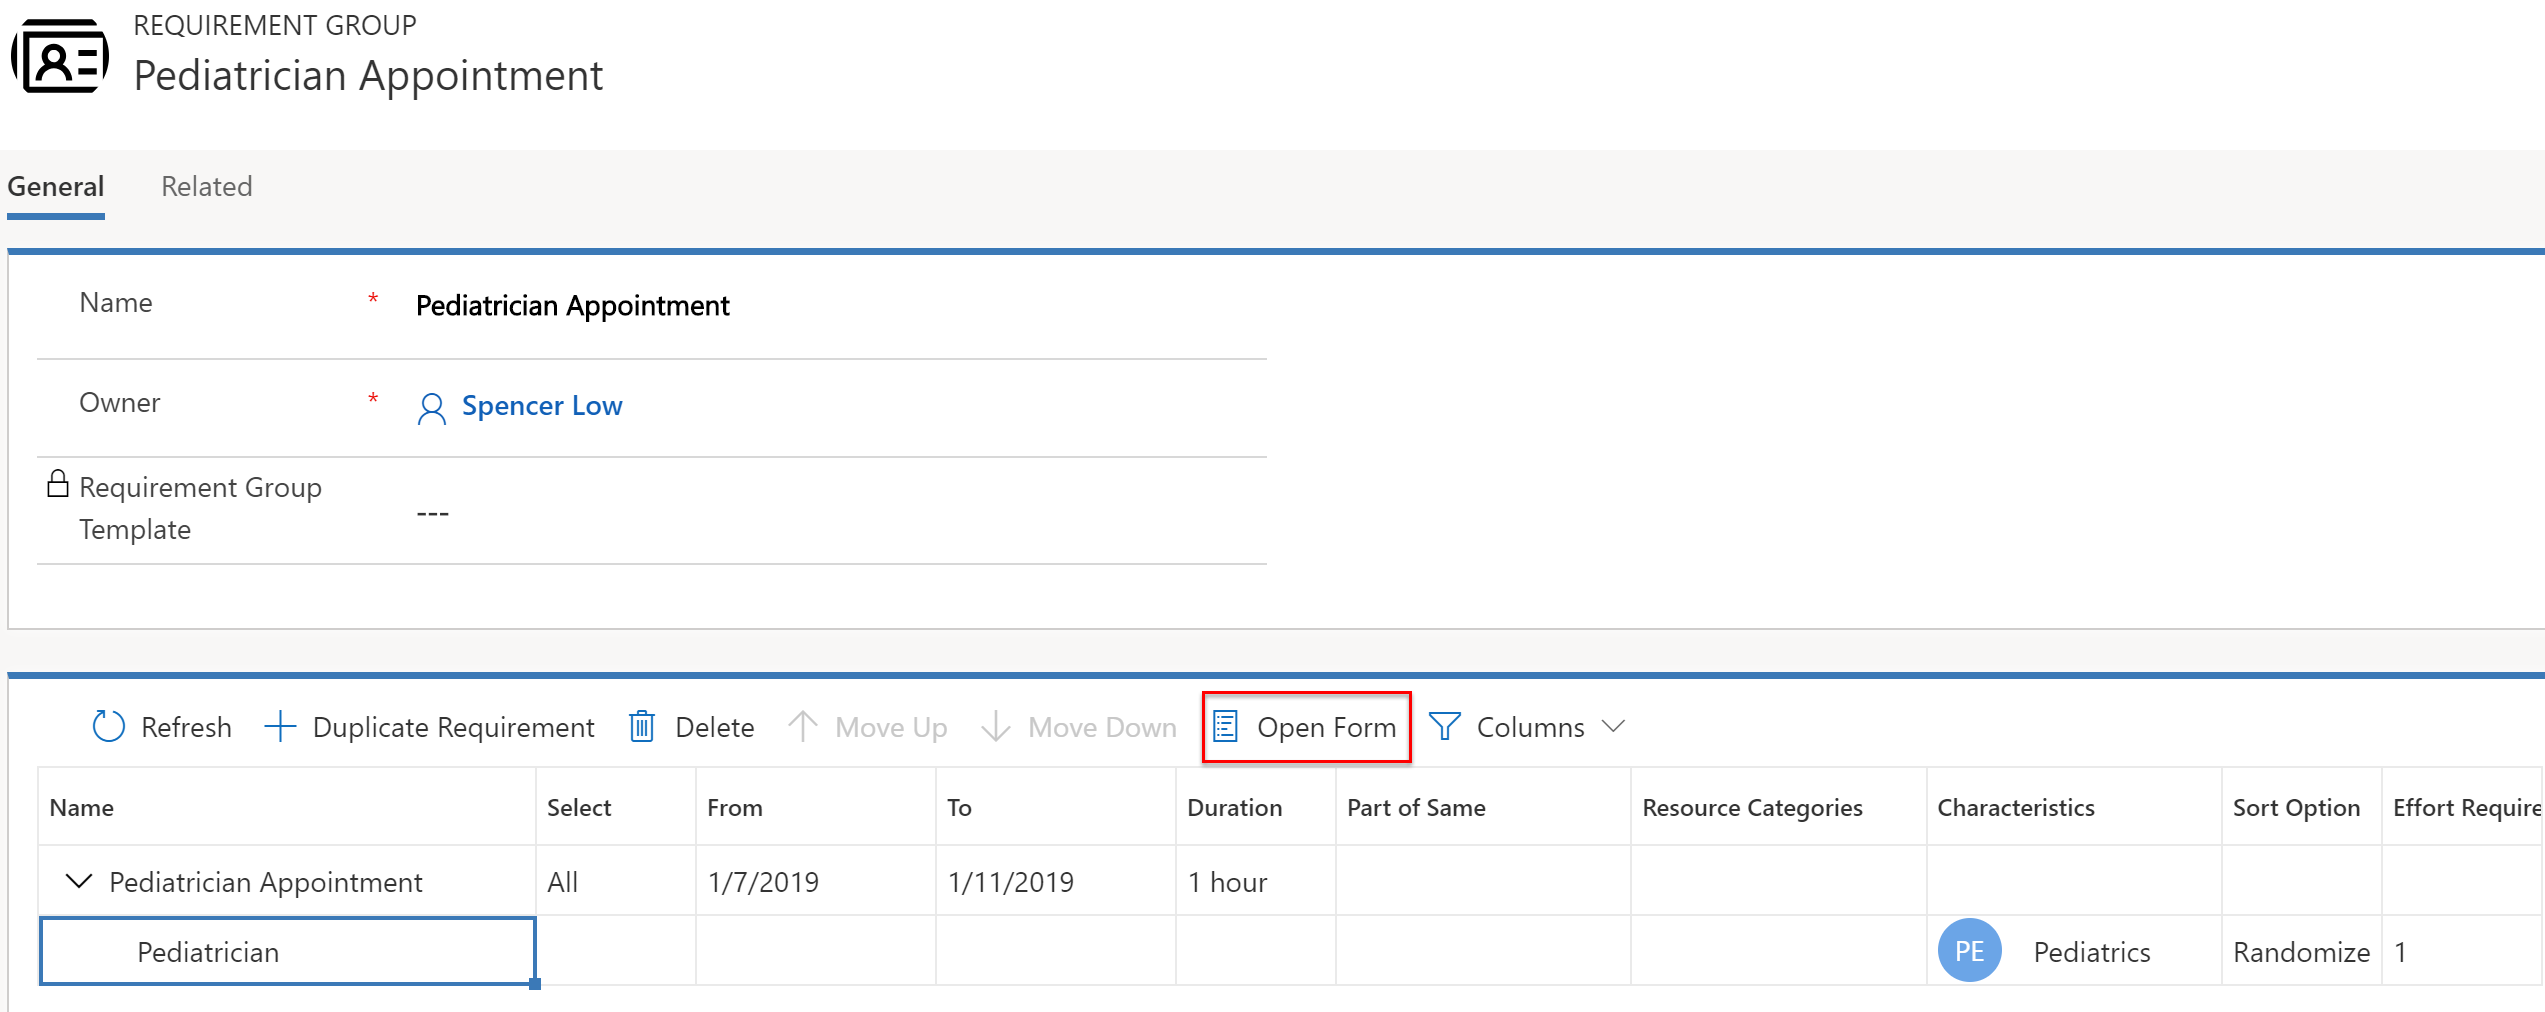 REQUIREMENT GROUP
Pediatrician Appointment
General Related
Name * Pediatrician Appointment
Owner * Spencer Low
Requirement Group
Template
---
Refresh Duplicate Requirement Delete Move Up Move Down Open Form Columns
Name Select From To Duration Part of Same Resource Categories Characteristics Sort Option Effort Require
Pediatrician Appointment All 1/7/2019 1/11/2019 1 hour
Pediatrician PE Pediatrics Randomize 1